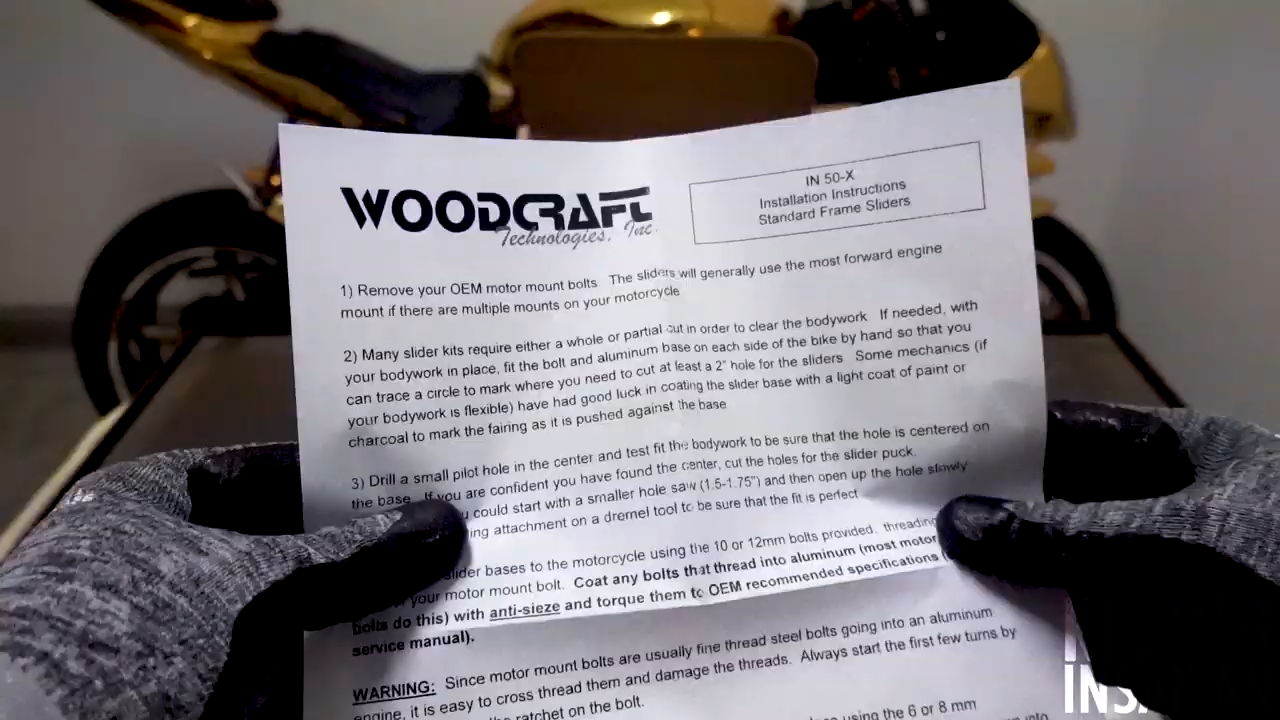 WOODCRAFT
Technologies, Inc.
IN 50-X
Installation Instructions
Standard Frame Sliders
1) Remove your OEM motor mount bolts. The sliders will generally use the most forward engine
mount if there are multiple mounts on your motorcycle
2) Many slider kits require either a whole or partial cut in order to clear the bodywork If needed, with
your bodywork in place, fit the bolt and aluminum base on each side of the bike by hand so that you
can trace a circle to mark where you need to cut at least a 2" hole for the sliders Some mechanics (if
your bodywork is flexible) have had good luck in coating the slider base with a light coat of paint or
charcoal to mark the fairing as it is pushed against the base
3) Drill a small pilot hole in the center and test fit the bodywork to be sure that the hole is centered on
the base. If you are confident you have found the center, cut the holes for the slider puck.
could start with a smaller hole saw (1.5-1.75") and then open up the hole slowly
attachment on a dremel tool to be sure that the fit is perfect
bases to the motorcycle using the 10 or 12mm bolts provided, threading
your motor mount bolt. Coat any bolts that thread into aluminum (most motor
bolts do this) with anti-sieze and torque them to OEM recommended specifications
service manual).
WARNING: Since motor mount bolts are usually fine thread steel bolts going into an aluminum
engine, it is easy to cross thread them and damage the threads. Always start the first few turns by
ratchet on the bolt.
using the 6 or 8 mm